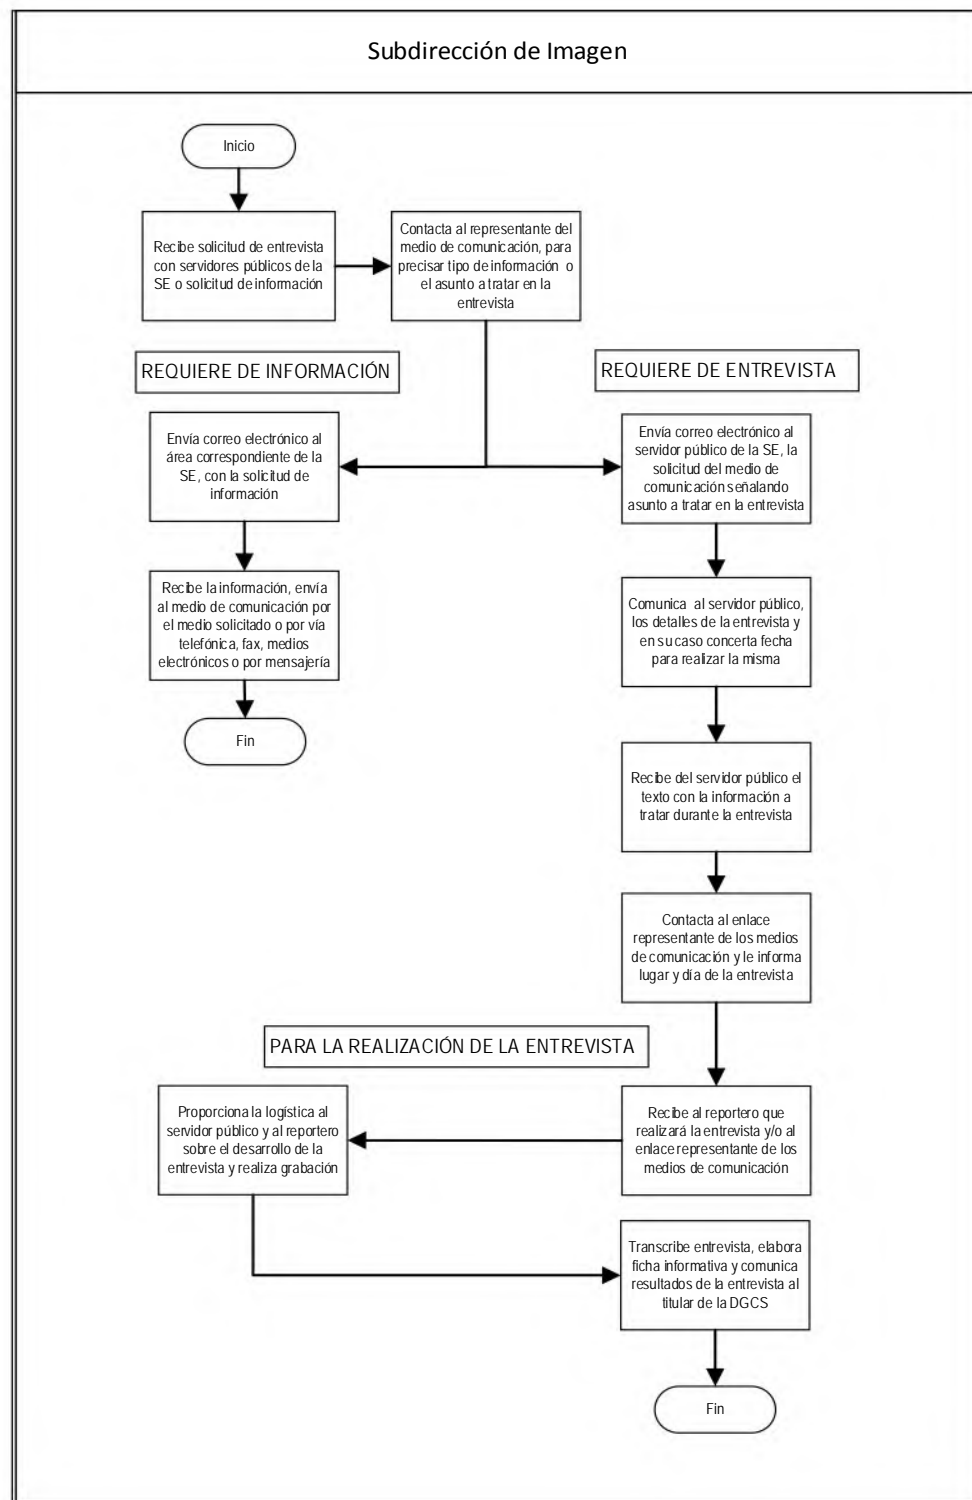 Subdirección de Imagen
Inicio
Recibe solicitud de entrevista
con servidores públicos de la
SE o solicitud de información
Contacta al representante del
medio de comunicación, para
precisar tipo de información o
el asunto a tratar en la
entrevista
REQUIERE DE INFORMACIÓN
REQUIERE DE ENTREVISTA
Envía correo electrónico al
área correspondiente de la
SE, con la solicitud de
información
Envía correo electrónico al
servidor público de la SE, la
solicitud del medio de
comunicación señalando
asunto a tratar en la entrevista
Recibe la información, envía
al medio de comunicación por
el medio solicitado o por vía
telefónica, fax, medios
electrónicos o por mensajería
Comunica al servidor público,
los detalles de la entrevista y
en su caso concerta fecha
para realizar la misma
Fin
Recibe del servidor público el
texto con la información a
tratar durante la entrevista
Contacta al enlace
representante de los medios
de comunicación y le informa
lugar y día de la entrevista
PARA LA REALIZACIÓN DE LA ENTREVISTA
Proporciona la logística al
servidor público y al reportero
sobre el desarrollo de la
entrevista y realiza grabación
Recibe al reportero que
realizará la entrevista y/o al
enlace representante de los
medios de comunicación
Transcribe entrevista, elabora
ficha informativa y comunica
resultados de la entrevista al
titular de la DGCS
Fin